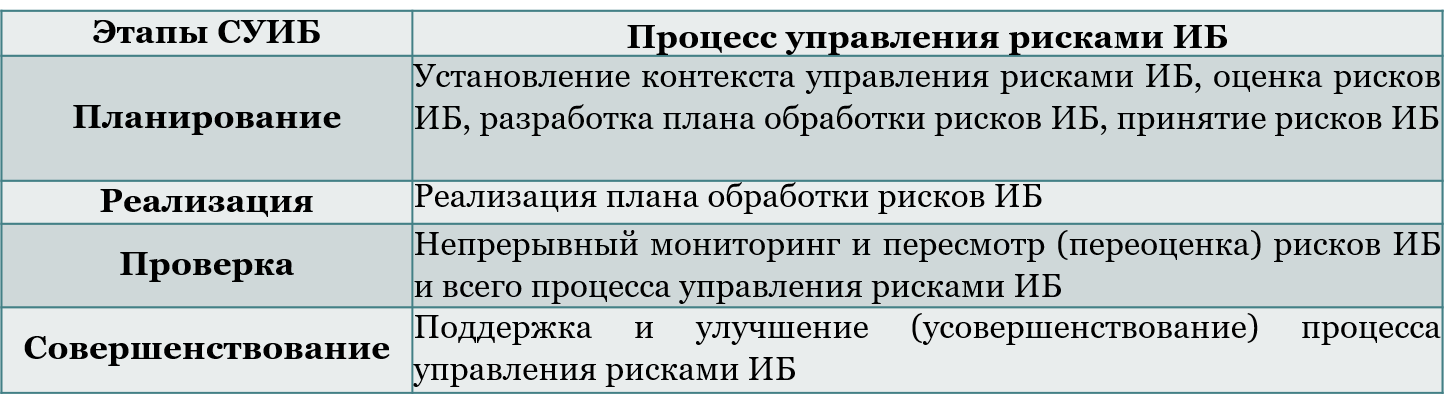 Этапы СУИБ
Процесс управления рисками ИБ
Планирование
Установление контекста управления рисками ИБ, оценка рисков
ИБ, разработка плана обработки рисков ИБ, принятие рисков ИБ
Реализация
Реализация плана обработки рисков ИБ
Проверка
Непрерывный мониторинг и пересмотр (переоценка) рисков ИБ
и всего процесса управления рисками ИБ
Совершенствование
Поддержка и улучшение (усовершенствование) процесса
управления рисками ИБ